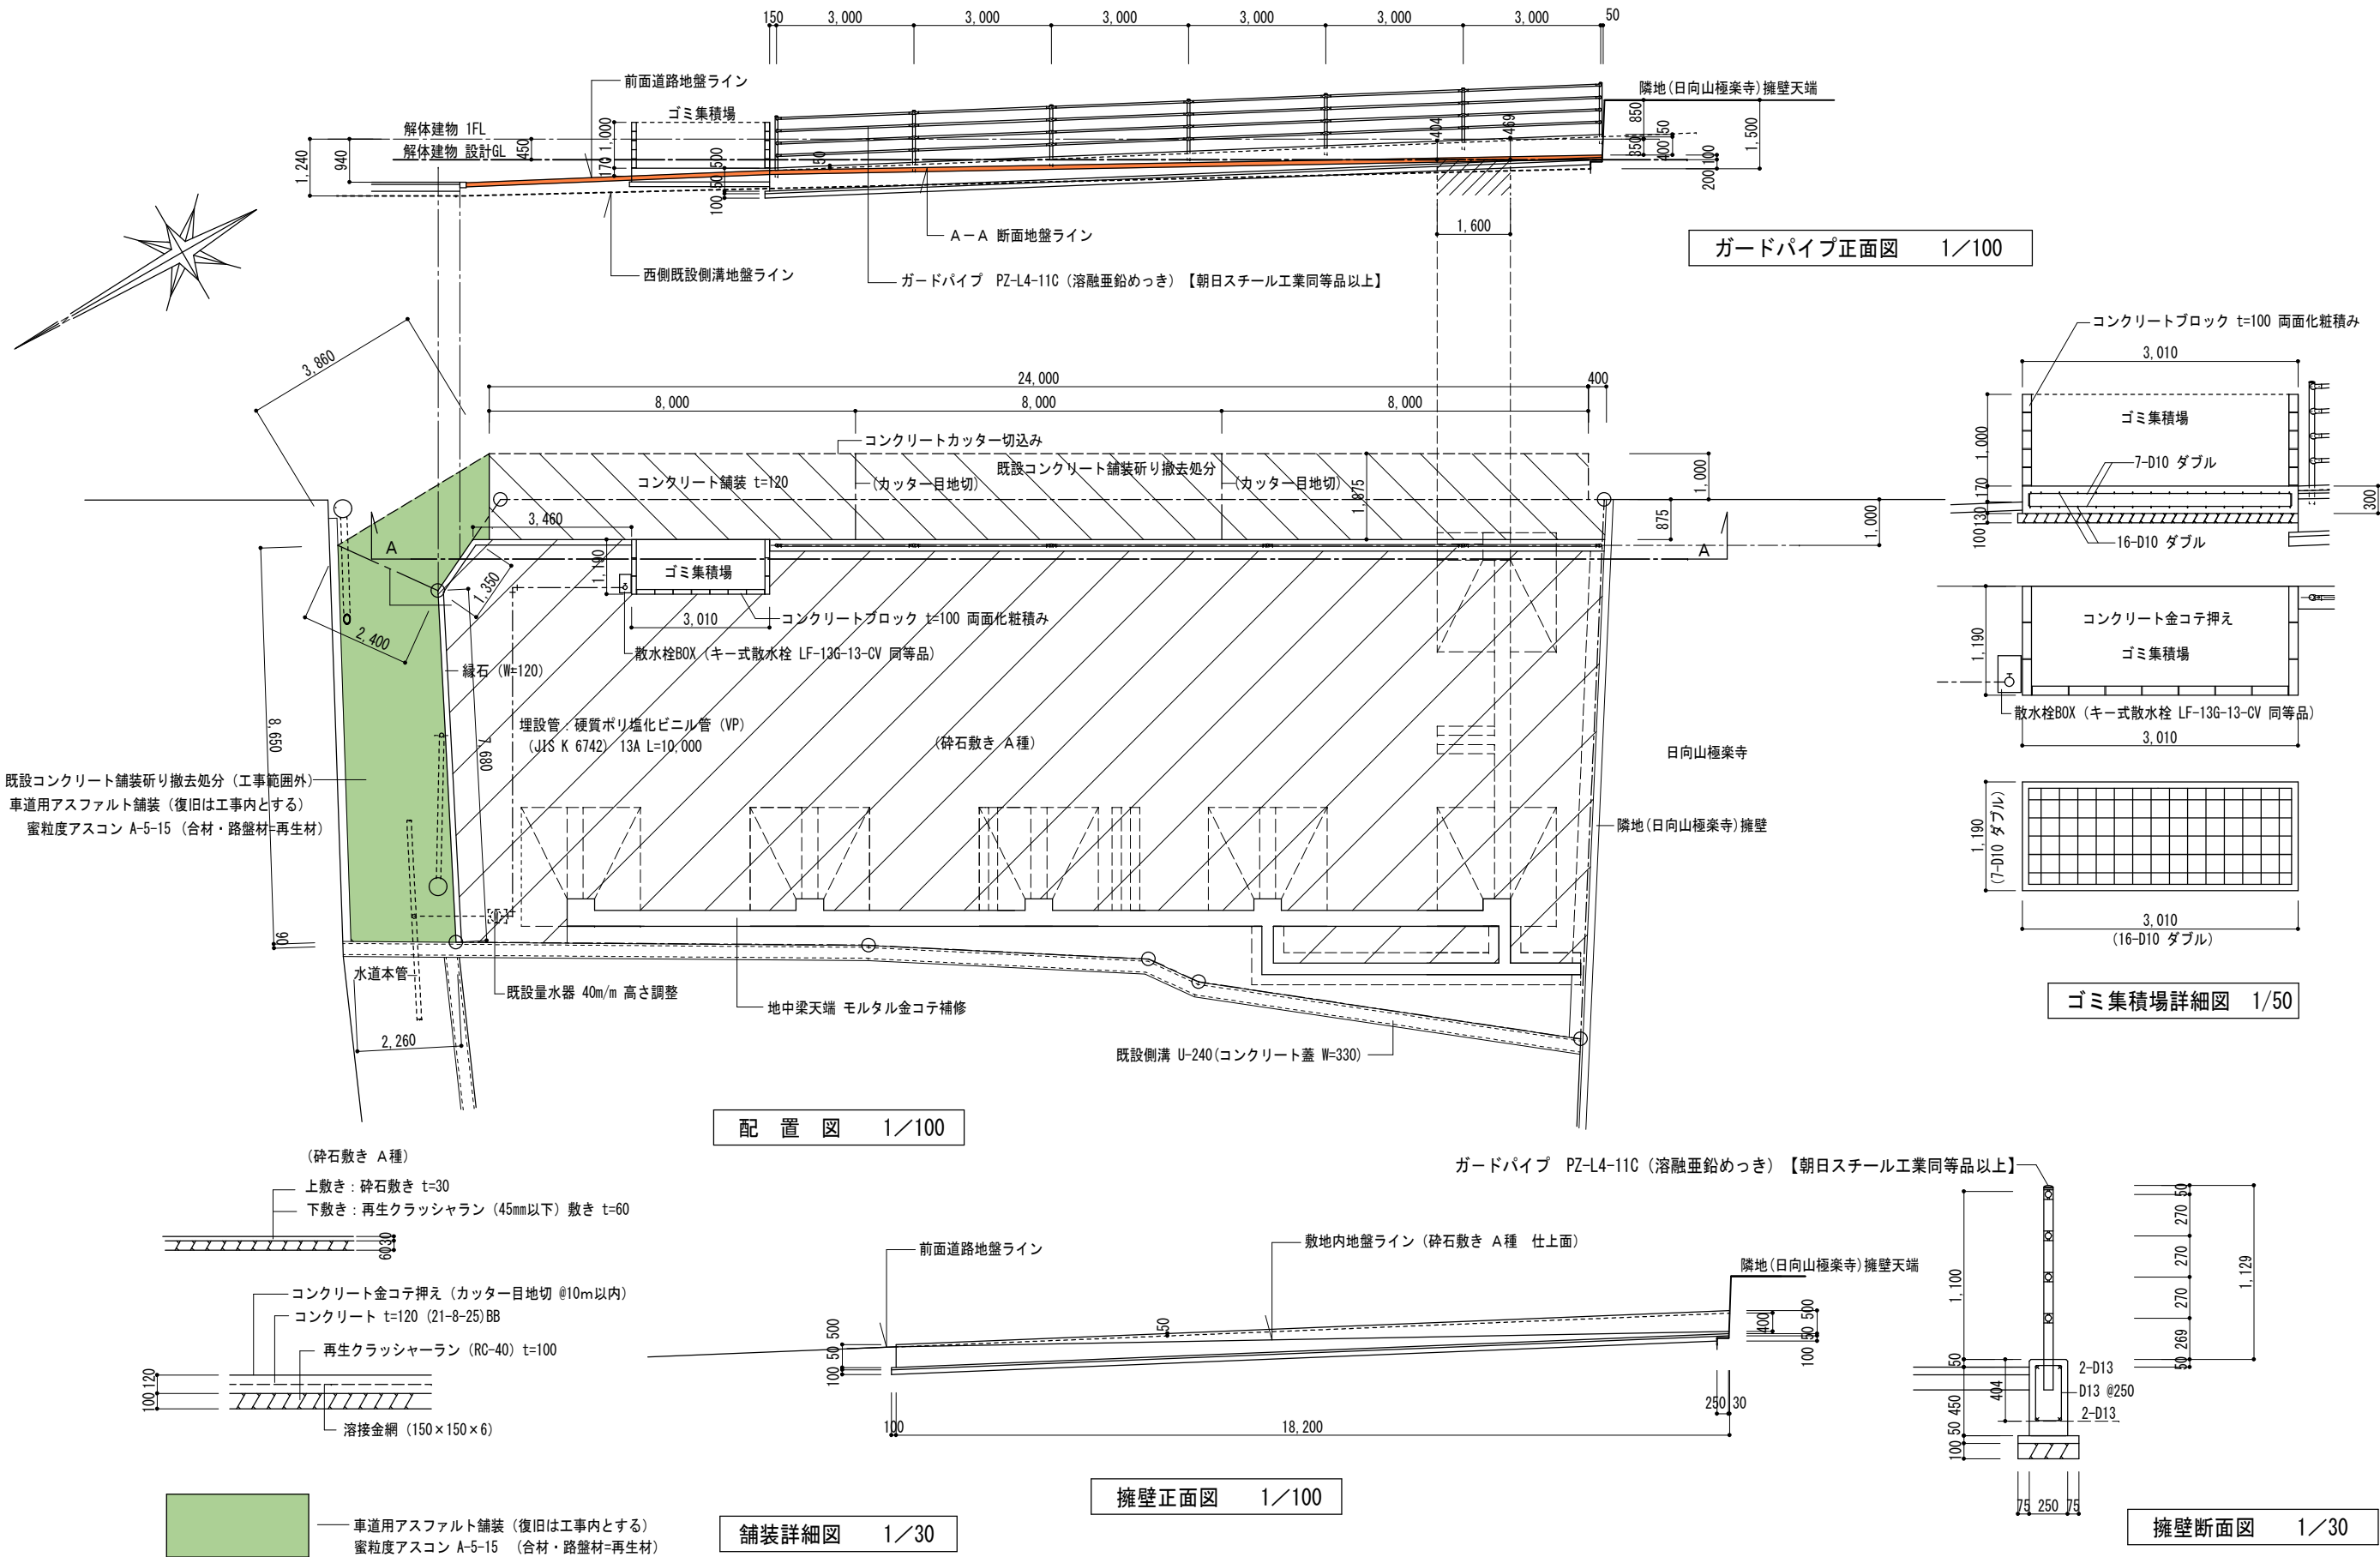 150 3,000 3,000 3,000 3,000 3,000 3,000 50
前面道路地盤ライン
ゴミ集積場
隣地(日向山極楽寺)擁壁天端
解体建物 1FL
解体建物 設計GL
1,240
940
450
170 1,000
500
50
100
50
404
469
350 850
400 50
200 100
1,500
1,600
A－A 断面地盤ライン
西側既設側溝地盤ライン
ガードパイプ PZ-L4-11C（溶融亜鉛めっき）【朝日スチール工業同等品以上】
ガードパイプ正面図 1／100
3,860
24,000 400
8,000 8,000 8,000
コンクリートカッター切込み
既設コンクリート舗装斫り撤去処分
コンクリート舗装 t=120
(カッター目地切)
(カッター目地切)
1,875
1,000
875
1,000
3,460
A
A
1,190
ゴミ集積場
1,350
3,010
コンクリートブロック t=100 両面化粧積み
2,400
散水栓BOX（キー式散水栓 LF-13G-13-CV 同等品）
縁石（W=120）
8,650
7,080
埋設管：硬質ポリ塩化ビニル管（VP）
（JIS K 6742）13A L=10,000
(砕石敷き A種)
日向山極楽寺
既設コンクリート舗装斫り撤去処分（工事範囲外）
車道用アスファルト舗装（復旧は工事内とする）
蜜粒度アスコン A-5-15（合材・路盤材=再生材）
隣地(日向山極楽寺)擁壁
90
水道本管
既設量水器 40m/m 高さ調整
地中梁天端 モルタル金コテ補修
2,260
既設側溝 U-240(コンクリート蓋 W=330)
配 置 図 1／100
コンクリートブロック t=100 両面化粧積み
3,010
ゴミ集積場
1,000
7-D10 ダブル
170
300
100 130
16-D10 ダブル
コンクリート金コテ押え
ゴミ集積場
1,190
散水栓BOX（キー式散水栓 LF-13G-13-CV 同等品）
3,010
1,190
(7-D10 ダブル)
3,010
(16-D10 ダブル)
ゴミ集積場詳細図 1/50
(砕石敷き A種)
上敷き：砕石敷き t=30
下敷き：再生クラッシャラン（45mm以下）敷き t=60
60 30
コンクリート金コテ押え（カッター目地切 @10m以内）
コンクリート t=120（21-8-25)BB
再生クラッシャーラン（RC-40）t=100
100 120
溶接金網（150×150×6）
車道用アスファルト舗装（復旧は工事内とする）
蜜粒度アスコン A-5-15 （合材・路盤材=再生材）
舗装詳細図 1／30
前面道路地盤ライン
敷地内地盤ライン（砕石敷き A種 仕上面）
隣地(日向山極楽寺)擁壁天端
500
50
100
50
400
500
50
100
100 18,200 250 30
擁壁正面図 1／100
ガードパイプ PZ-L4-11C（溶融亜鉛めっき）【朝日スチール工業同等品以上】
50
270
270
270
269
50
1,129
1,100
50
450
50
100
404
2-D13
D13 @250
2-D13
75 250 75
擁壁断面図 1／30